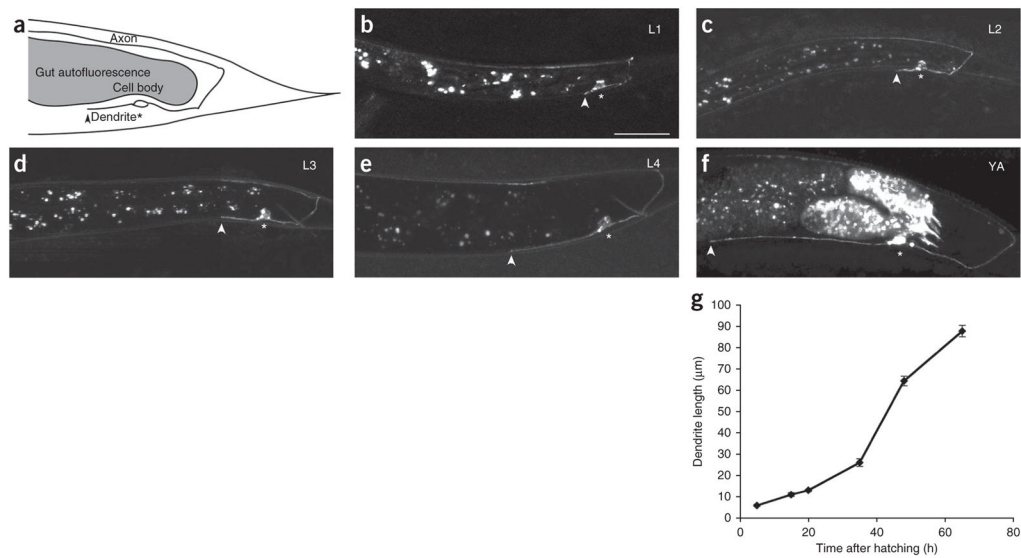 a
Axon
Gut autofluorescence
Cell body
Dendrite*
b
L1
*
c
L2
*
d
L3
*
e
L4
*
f
YA
*
g
100
90
80
70
60
50
40
30
20
10
0
Dendrite length (μm)
0 20 40 60 80
Time after hatching (h)